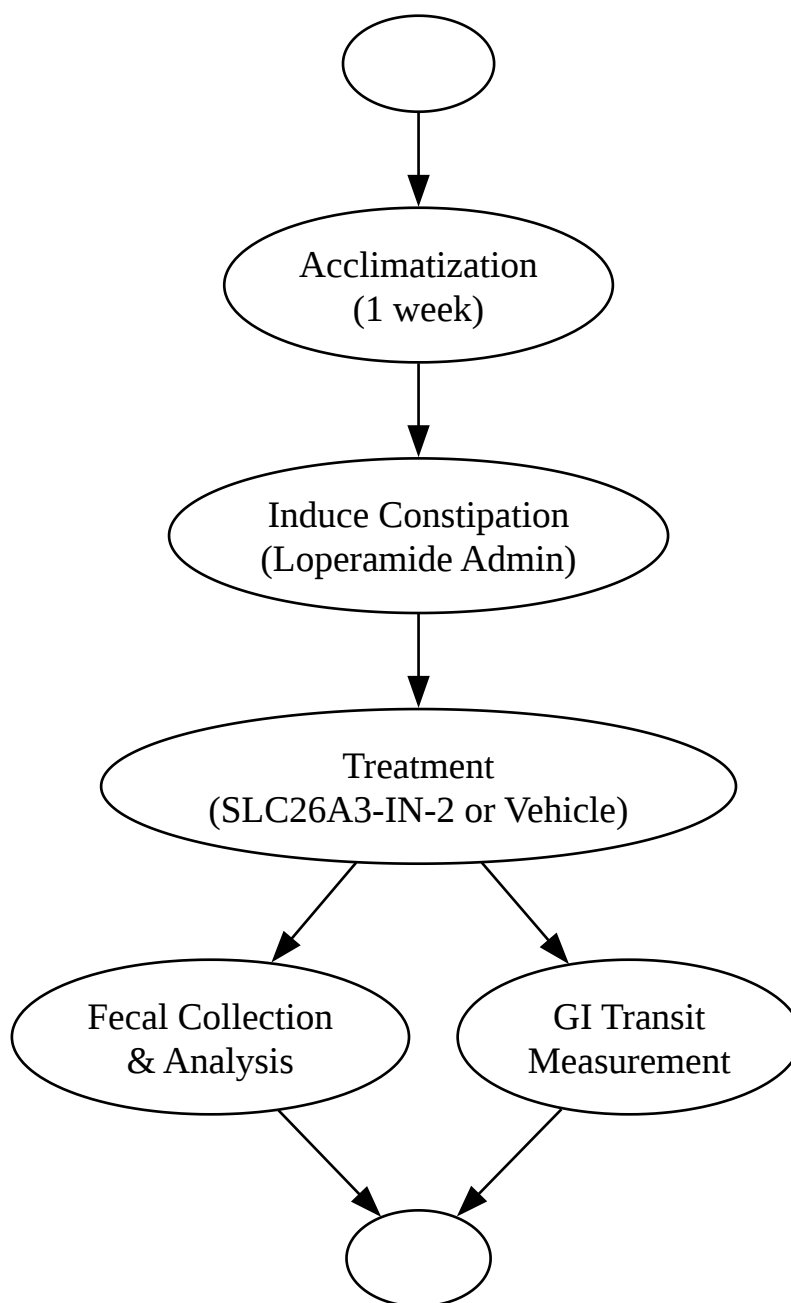 Acclimatization
(1 week)
Induce Constipation
(Loperamide Admin)
Treatment
(SLC26A3-IN-2 or Vehicle)
Fecal Collection
& Analysis
GI Transit
Measurement